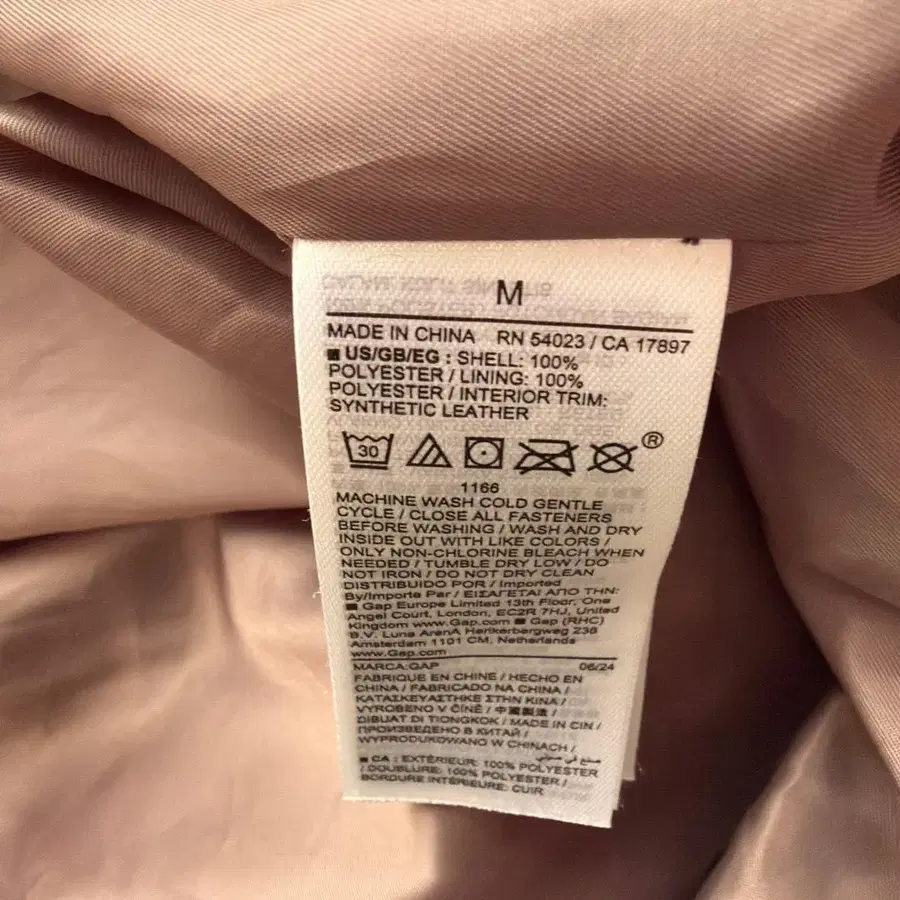 M
MADE IN CHINA RN 54023 / CA 17897
US/GB/EG : SHELL: 100%
POLYESTER / LINING: 100%
POLYESTER / INTERIOR TRIM:
SYNTHETIC LEATHER
30
®
1166
MACHINE WASH COLD GENTLE
CYCLE / CLOSE ALL FASTENERS
BEFORE WASHING / WASH AND DRY
INSIDE OUT WITH LIKE COLORS /
ONLY NON-CHLORINE BLEACH WHEN
NEEDED / TUMBLE DRY LOW / DO
NOT IRON / DO NOT DRY CLEAN
DISTRIBUIDO POR / Imported
By/Importe Par / ΕΙΣΑΓΕΤΑΙ ΑΠΟ ΤΗΝ:
Gap Europe Limited 13th Floor, One
Angel Court, London, EC2R 7HJ, United
Kingdom www.Gap.com ■ Gap (RHC)
B.V. Luna ArenA Herikerbergweg 238
Amsterdam 1101 CM, Netherlands
www.Gap.com
MARCA:GAP 06/24
FABRIQUE EN CHINE / HECHO EN
CHINA / FABRICADO NA CHINA /
ΚΑΤΑΣΚΕΥΑΣΤΗΚΕ ΣΤΗΝ ΚΙΝΑ /
VYROBENO V ČÍNĚ / 中國製造 /
DIBUAT DI TIONGKOK / MADE IN CIN /
ПРОИЗВЕДЕНО В КИТАЙ /
WYPRODUKOWANO W CHINACH /
صنع في صيني
CA : EXTÉRIEUR: 100% POLYESTER
/ DOUBLURE: 100% POLYESTER /
BORDURE INTÉRIEURE: CUIR